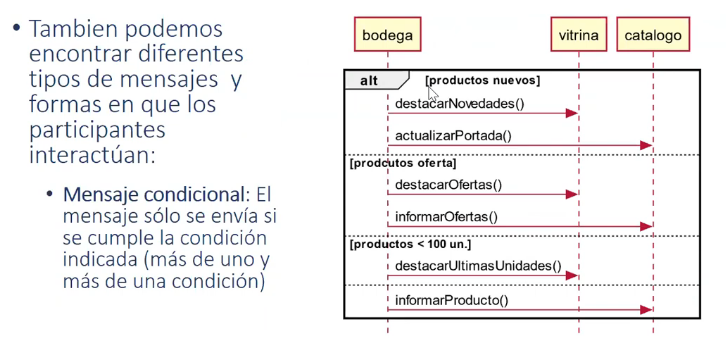 • Tambien podemos
encontrar diferentes
tipos de mensajes y
formas en que los
participantes
interactúan:
• Mensaje condicional: El
mensaje sólo se envía si
se cumple la condición
indicada (más de uno y
más de una condición)
bodega vitrina catalogo
alt [productos nuevos]
destacarNovedades()
actualizarPortada()
[prodcutos oferta]
destacarOfertas()
informarOfertas()
[productos < 100 un.]
destacarUltimasUnidades()
informarProducto()